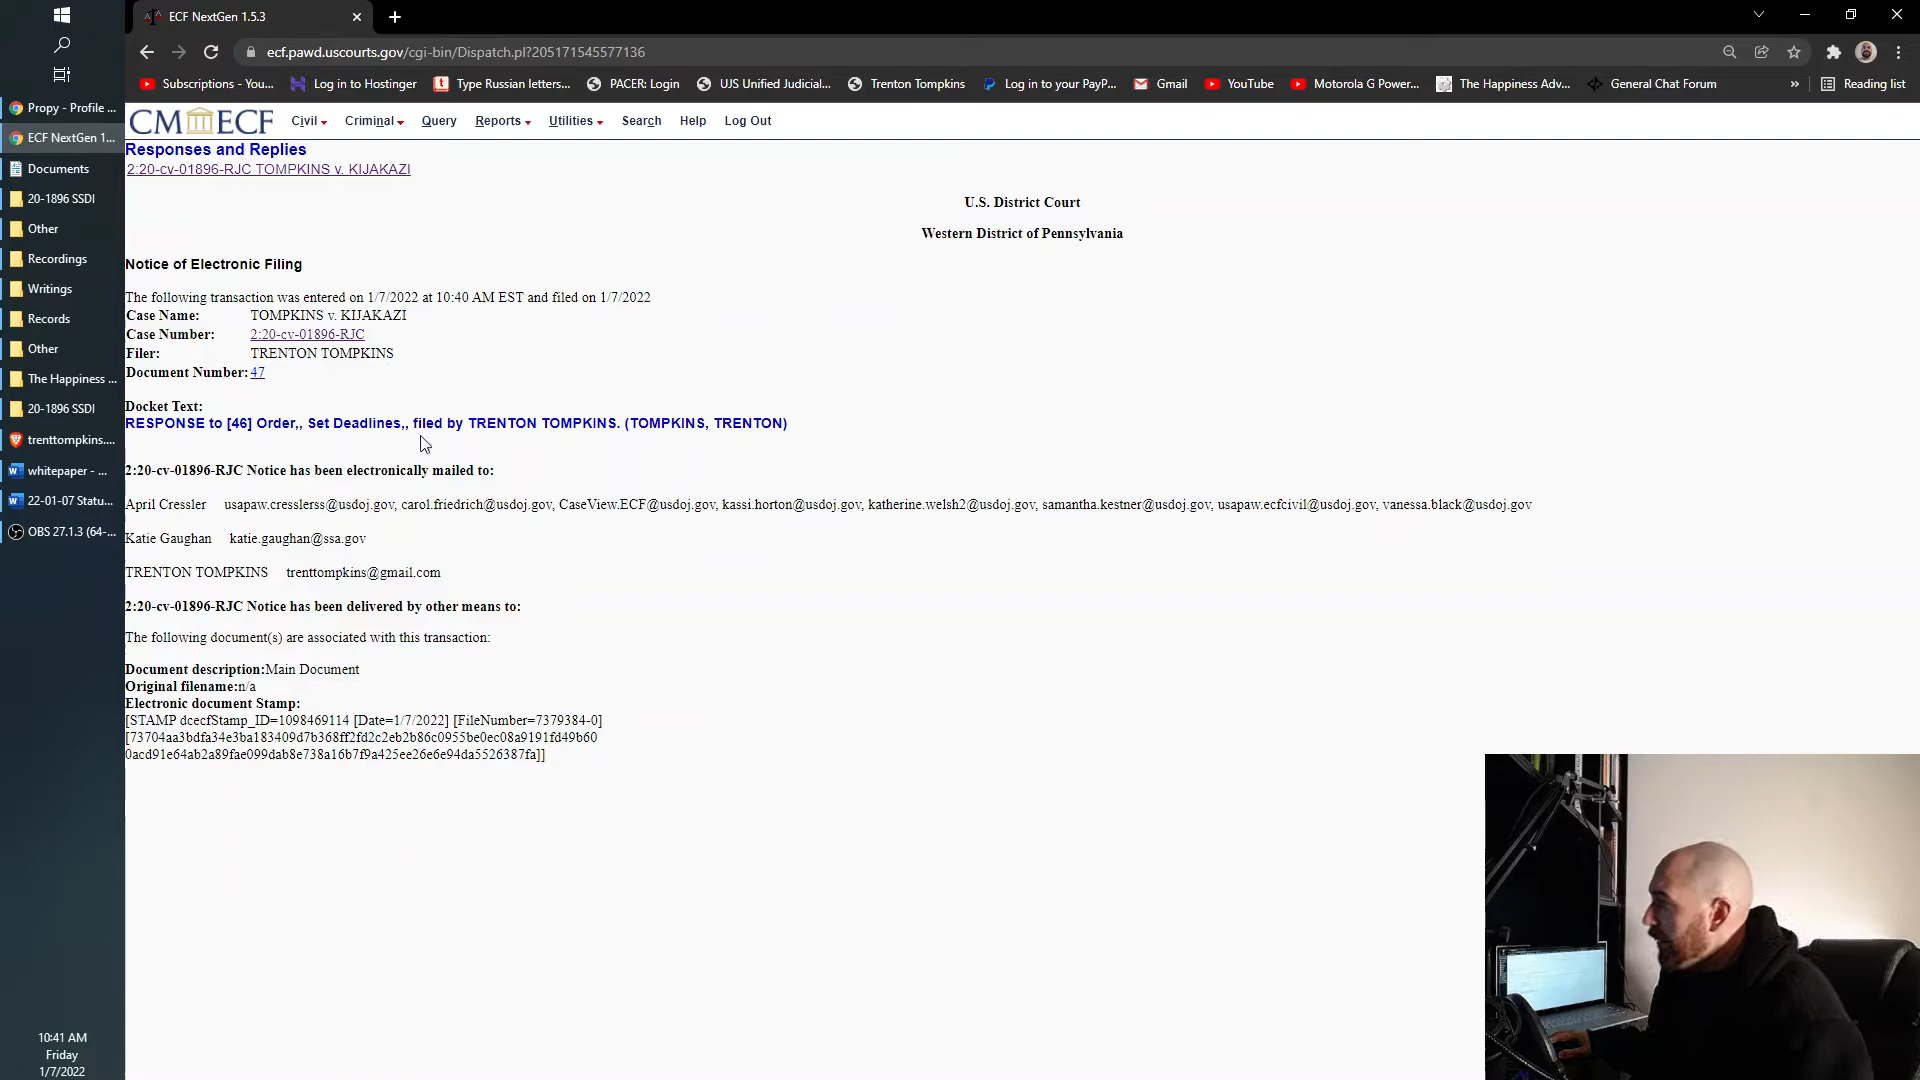 ECF NextGen 1.5.3
ecf.pawd.uscourts.gov/cgi-bin/Dispatch.pl?205171545577136
Subscriptions - You...
Log in to Hostinger
Type Russian letters...
PACER: Login
UJS Unified Judicial...
Trenton Tompkins
Log in to your PayP...
Gmail
YouTube
Motorola G Power...
The Happiness Adv...
General Chat Forum
»
Reading list
Propy - Profile ...
ECF NextGen 1...
Documents
20-1896 SSDI
Other
Recordings
Writings
Records
Other
The Happiness ...
20-1896 SSDI
trenttompkins....
whitepaper - ...
22-01-07 Statu...
OBS 27.1.3 (64-...
10:41 AM
Friday
1/7/2022
CM ECF
Civil
Criminal
Query
Reports
Utilities
Search
Help
Log Out
Responses and Replies
2:20-cv-01896-RJC TOMPKINS v. KIJAKAZI
U.S. District Court
Western District of Pennsylvania
Notice of Electronic Filing
The following transaction was entered on 1/7/2022 at 10:40 AM EST and filed on 1/7/2022
Case Name: TOMPKINS v. KIJAKAZI
Case Number: 2:20-cv-01896-RJC
Filer: TRENTON TOMPKINS
Document Number: 47
Docket Text:
RESPONSE to [46] Order,, Set Deadlines,, filed by TRENTON TOMPKINS. (TOMPKINS, TRENTON)
2:20-cv-01896-RJC Notice has been electronically mailed to:
April Cressler usapaw.cresslerss@usdoj.gov, carol.friedrich@usdoj.gov, CaseView.ECF@usdoj.gov, kassi.horton@usdoj.gov, katherine.welsh2@usdoj.gov, samantha.kestner@usdoj.gov, usapaw.ecfcivil@usdoj.gov, vanessa.black@usdoj.gov
Katie Gaughan katie.gaughan@ssa.gov
TRENTON TOMPKINS trenttompkins@gmail.com
2:20-cv-01896-RJC Notice has been delivered by other means to:
The following document(s) are associated with this transaction:
Document description:Main Document
Original filename:n/a
Electronic document Stamp:
[STAMP dcecfStamp_ID=1098469114 [Date=1/7/2022] [FileNumber=7379384-0]
[73704aa3bdfa34e3ba183409d7b368ff2fd2c2eb2b86c0955be0ec08a9191fd49b60
0acd91e64ab2a89fae099dab8e738a16b7f9a425ee26e6e94da5526387fa]]